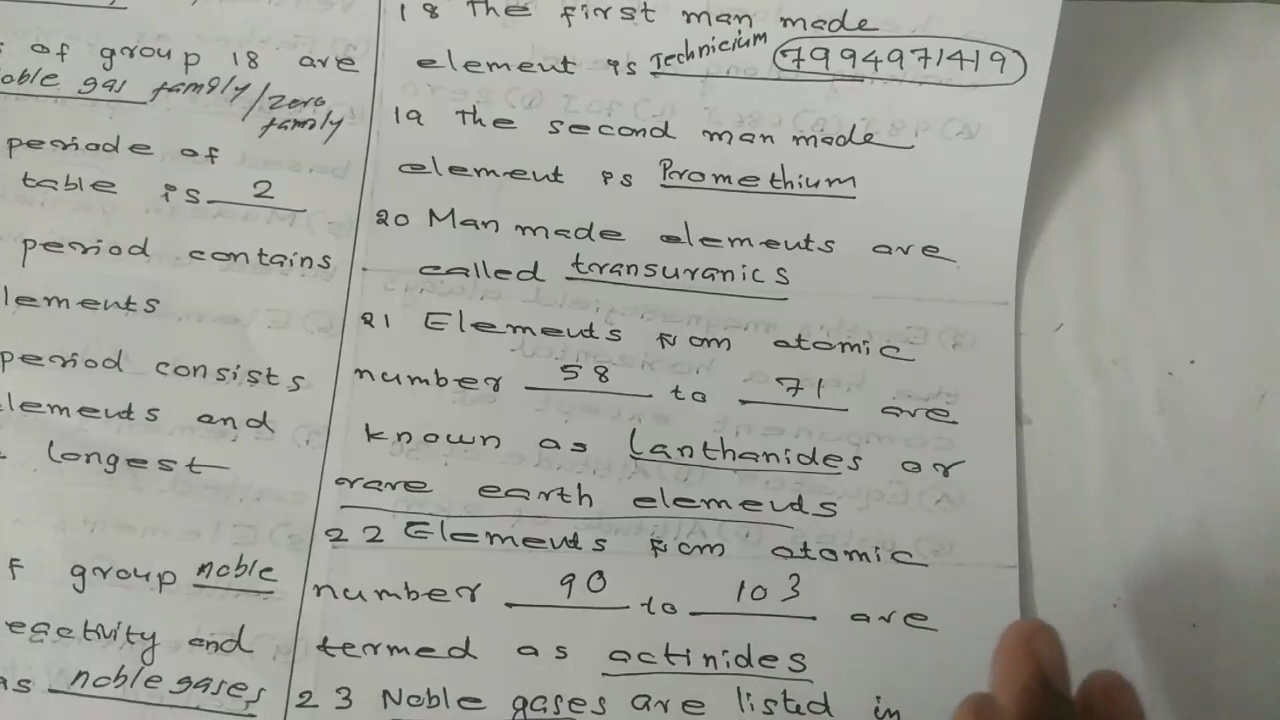 of group 18 are
noble gas family/zero
family
periode of
table is 2
period contains
lements
period consists
lements and
longest
f group noble
eactivity and
as noble gases
18 The first man made
element is Technicium 7994971419
19 The second man made
element is Promethium
20 Man made elements are
called transuranics
21 Elements from atomic
number 58 to 71 are
known as lanthanides or
rare earth elements
22 Elements from atomic
number 90 to 103 are
termed as actinides
23 Noble gases are listed in